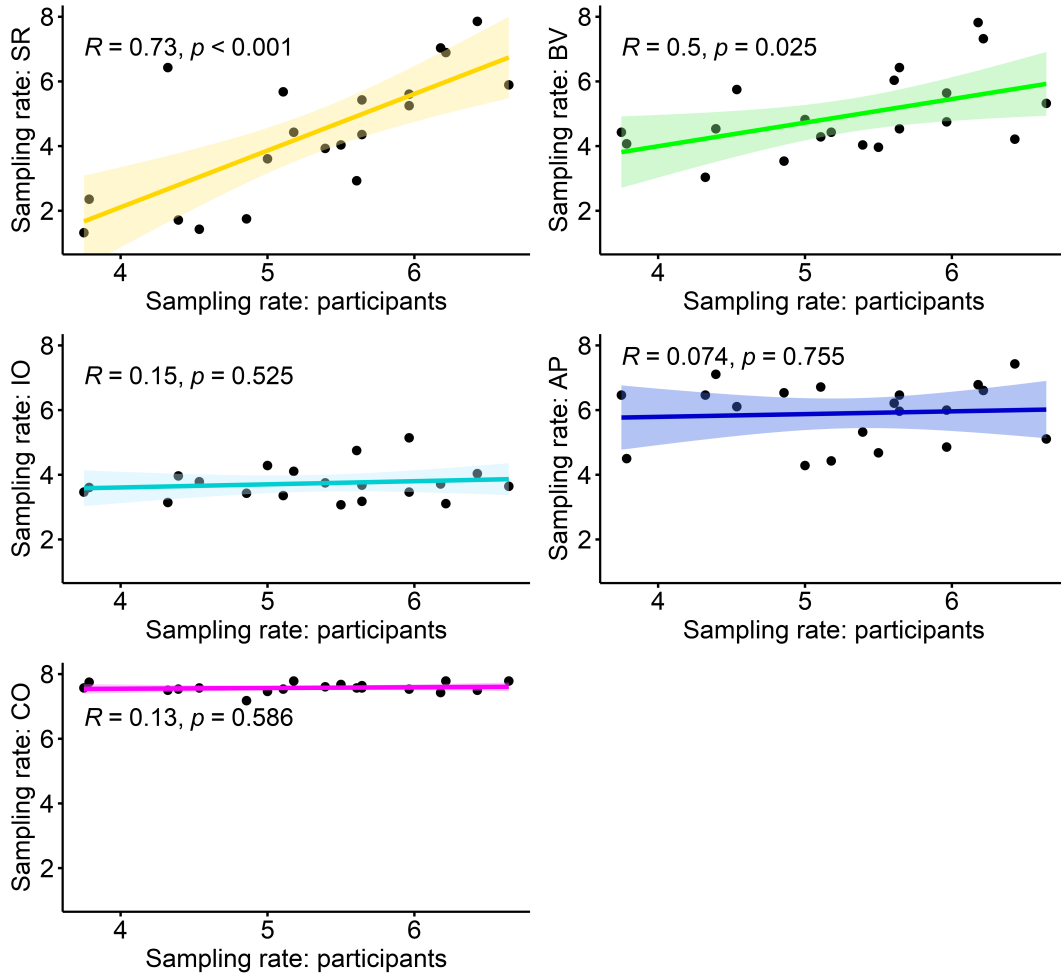 Sampling rate: SR
8
6
4
2
R = 0.73, p < 0.001
4 5 6
Sampling rate: participants
Sampling rate: BV
8
6
4
2
R = 0.5, p = 0.025
4 5 6
Sampling rate: participants
Sampling rate: IO
8
6
4
2
R = 0.15, p = 0.525
4 5 6
Sampling rate: participants
Sampling rate: AP
8
6
4
2
R = 0.074, p = 0.755
4 5 6
Sampling rate: participants
Sampling rate: CO
8
6
4
2
R = 0.13, p = 0.586
4 5 6
Sampling rate: participants